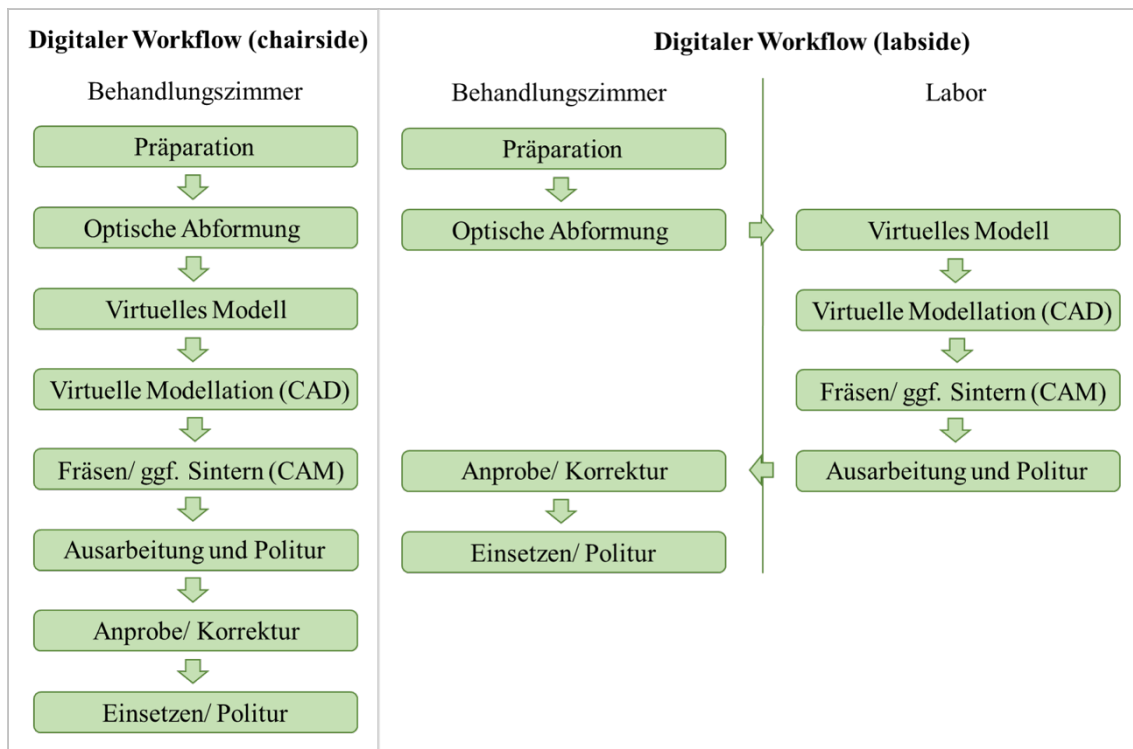 Digitaler Workflow (chairside)
Behandlungszimmer
Präparation
Optische Abformung
Virtuelles Modell
Virtuelle Modellation (CAD)
Fräsen/ ggf. Sintern (CAM)
Ausarbeitung und Politur
Anprobe/ Korrektur
Einsetzen/ Politur
Digitaler Workflow (labside)
Behandlungszimmer
Präparation
Optische Abformung
Anprobe/ Korrektur
Einsetzen/ Politur
Labor
Virtuelles Modell
Virtuelle Modellation (CAD)
Fräsen/ ggf. Sintern (CAM)
Ausarbeitung und Politur